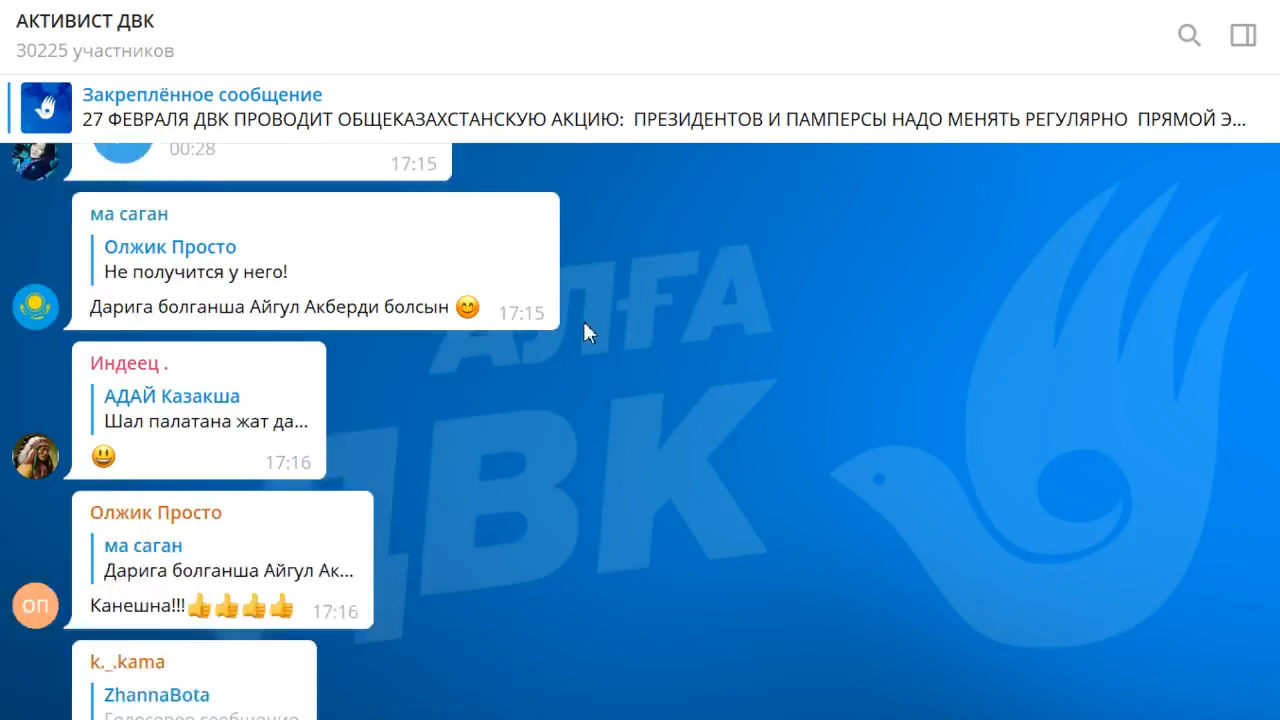 АКТИВИСТ ДВК
30225 участников
Закреплённое сообщение
27 ФЕВРАЛЯ ДВК ПРОВОДИТ ОБЩЕКАЗАХСТАНСКУЮ АКЦИЮ: ПРЕЗИДЕНТОВ И ПАМПЕРСЫ НАДО МЕНЯТЬ РЕГУЛЯРНО ПРЯМОЙ Э...
00:28
17:15
ма саган
Олжик Просто
Не получится у него!
Дарига болганша Айгул Акберди болсын 😊 17:15
Индеец .
АДАЙ Казакша
Шал палатана жат да...
😃 17:16
Олжик Просто
ма саган
Дарига болганша Айгул Ак...
ОП
Канешна!!!👍👍👍👍 17:16
k._.kama
ZhannaBota
Голосовое сообщение
АЛҒА
ДВК